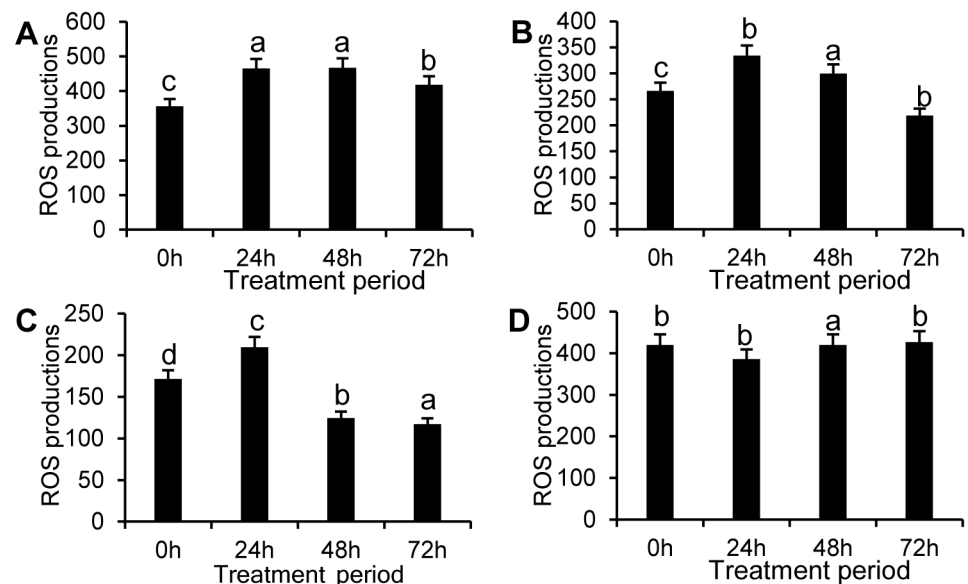 A
ROS productions
600
500
400
300
200
100
0
c
a
a
b
0h 24h 48h 72h
Treatment period
B
ROS productions
400
350
300
250
200
150
100
50
0
c
b
a
b
0h 24h 48h 72h
Treatment period
C
ROS productions
250
200
150
100
50
0
d
c
b
a
0h 24h 48h 72h
Treatment period
D
ROS productions
500
400
400
300
200
100
0
b
b
a
b
0h 24h 48h 72h
Treatment period